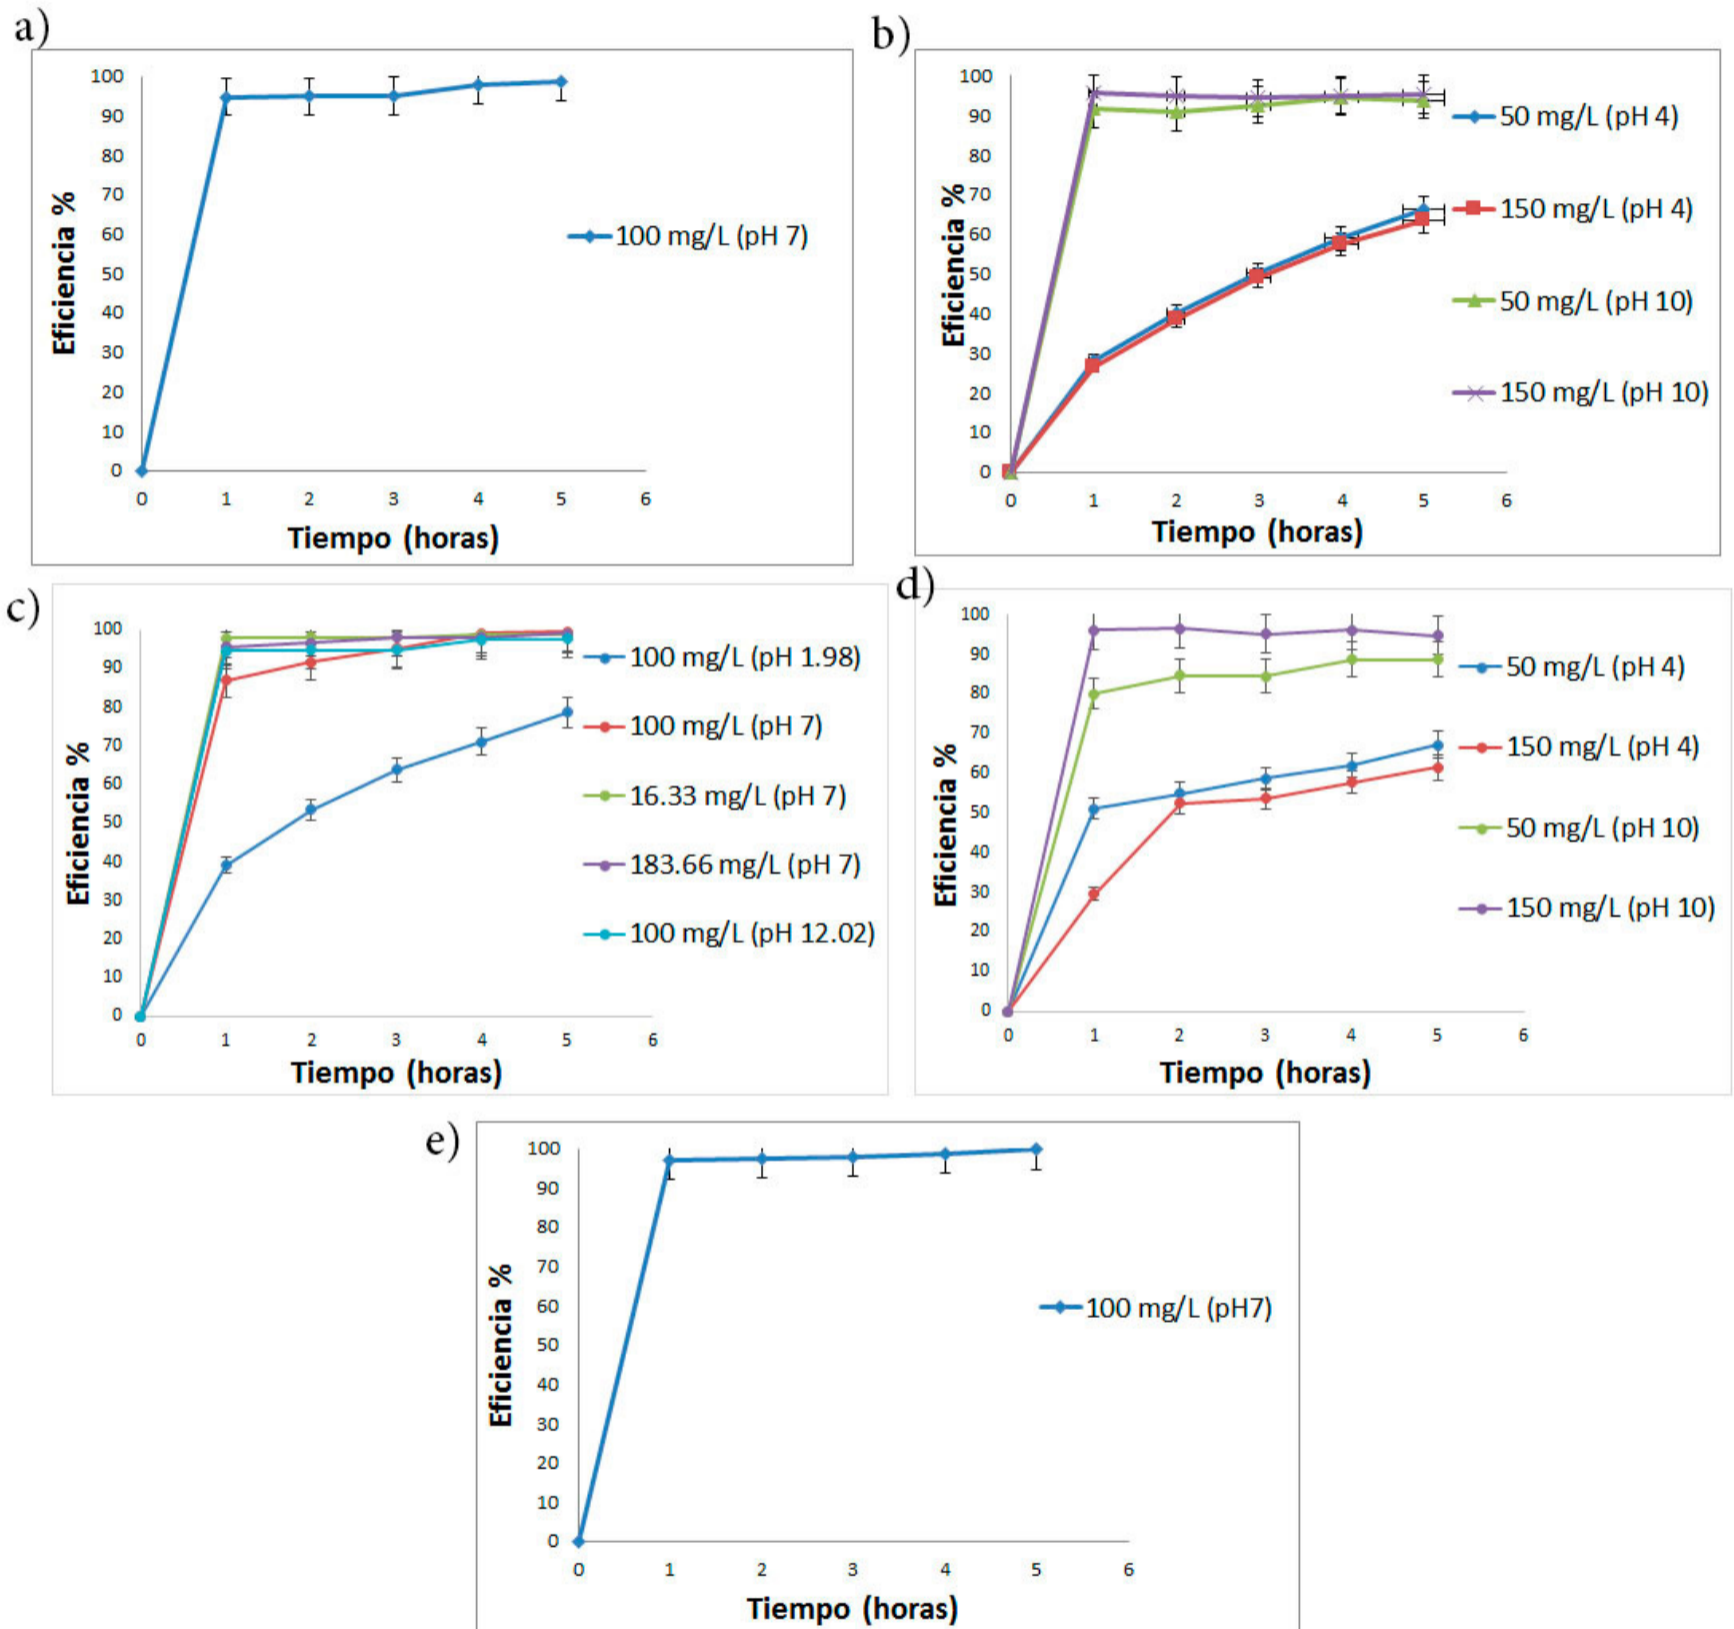 a)
100
90
80
70
60
50
40
30
20
10
0
Eficiencia %
0 1 2 3 4 5 6
Tiempo (horas)
100 mg/L (pH 7)
b)
100
90
80
70
60
50
40
30
20
10
0
Eficiencia %
0 1 2 3 4 5 6
Tiempo (horas)
50 mg/L (pH 4)
150 mg/L (pH 4)
50 mg/L (pH 10)
150 mg/L (pH 10)
c)
100
90
80
70
60
50
40
30
20
10
0
Eficiencia %
0 1 2 3 4 5 6
Tiempo (horas)
100 mg/L (pH 1.98)
100 mg/L (pH 7)
16.33 mg/L (pH 7)
183.66 mg/L (pH 7)
100 mg/L (pH 12.02)
d)
100
90
80
70
60
50
40
30
20
10
0
Eficiencia %
0 1 2 3 4 5 6
Tiempo (horas)
50 mg/L (pH 4)
150 mg/L (pH 4)
50 mg/L (pH 10)
150 mg/L (pH 10)
e)
100
90
80
70
60
50
40
30
20
10
0
Eficiencia %
0 1 2 3 4 5 6
Tiempo (horas)
100 mg/L (pH7)